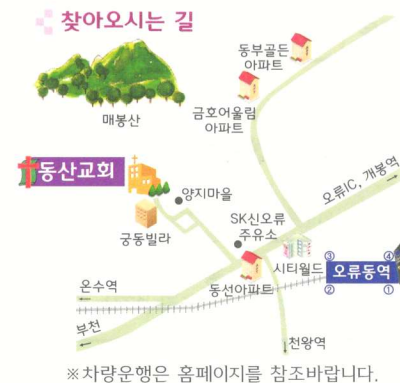 찾아오시는 길
동부골든
아파트
매봉산
금호어울림
아파트
동산교회
양지마을
오류IC, 개봉역
궁동빌라
SK신오류
주유소
시티월드
오류동역
③
④
②
①
온수역
동선아파트
부천
천왕역
※차량운행은 홈페이지를 참조바랍니다.